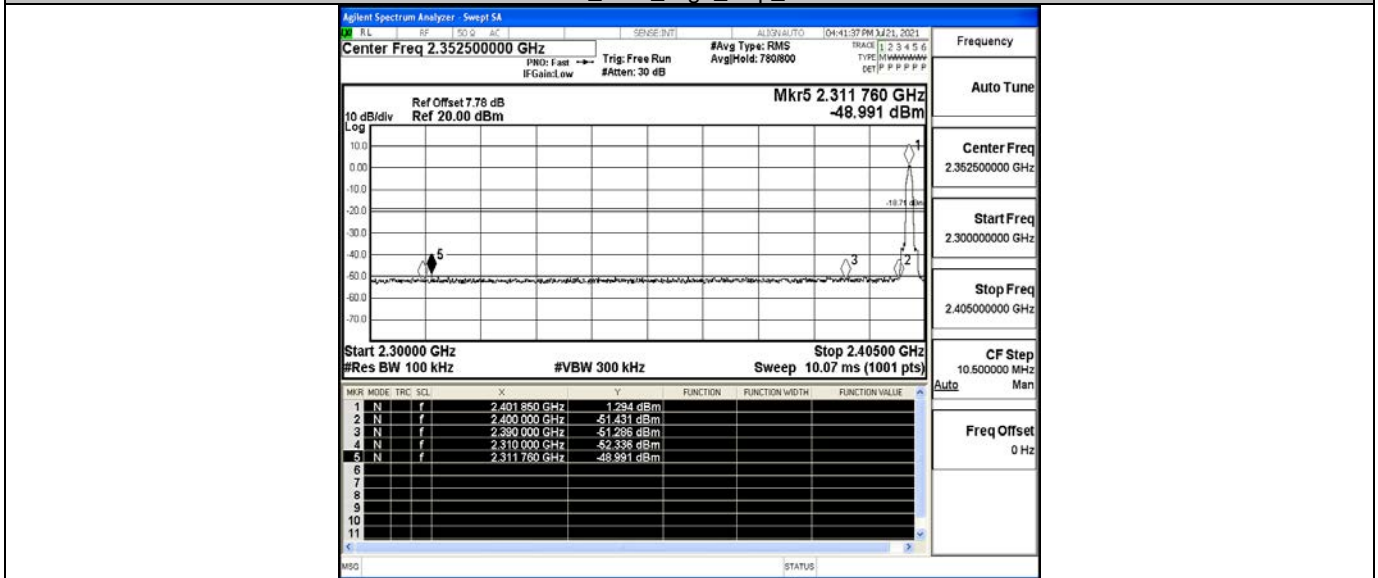 Agilent Spectrum Analyzer - Swept SA
RL RF 50 Ω AC SENSE:INT ALIGNAUTO 04:41:37 PM Jul 21, 2021
Center Freq 2.352500000 GHz
PNO: Fast
IFGain:Low
Trig: Free Run
#Atten: 30 dB
#Avg Type: RMS
Avg|Hold: 780/800
TRACE 1 2 3 4 5 6
TYPE M W W W W W
DET P P P P P P
Mkr5 2.311 760 GHz
-48.991 dBm
Ref Offset 7.78 dB
10 dB/div Ref 20.00 dBm
Log
10.0
0.00
-10.0
-20.0
-30.0
-40.0
-50.0
-60.0
-70.0
1
-18.71 dBm
5
3
2
Start 2.30000 GHz Stop 2.40500 GHz
#Res BW 100 kHz #VBW 300 kHz Sweep 10.07 ms (1001 pts)
MKR MODE TRC SCL X Y FUNCTION FUNCTION WIDTH FUNCTION VALUE
1 N f 2.401 850 GHz 1.294 dBm
2 N f 2.400 000 GHz -51.431 dBm
3 N f 2.390 000 GHz -51.286 dBm
4 N f 2.310 000 GHz -52.336 dBm
5 N f 2.311 760 GHz -48.991 dBm
6
7
8
9
10
11
MSG STATUS
Frequency
Auto Tune
Center Freq
2.352500000 GHz
Start Freq
2.300000000 GHz
Stop Freq
2.405000000 GHz
CF Step
10.500000 MHz
Auto Man
Freq Offset
0 Hz